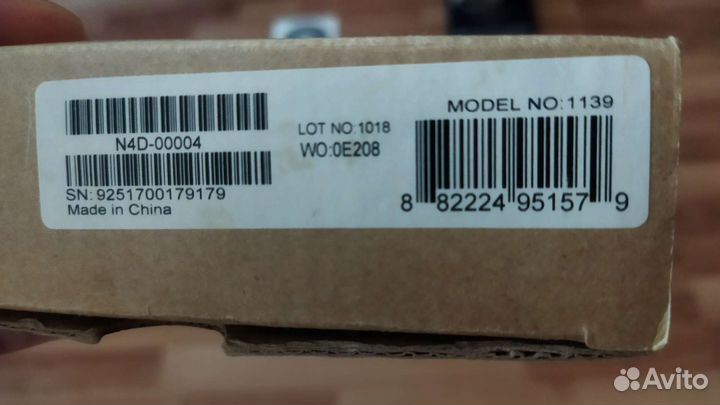 N4D-00004
SN: 9251700179179
Made in China
LOT NO:1018
WO:0E208
MODEL NO:1139
8 82224 95157 9
Avito